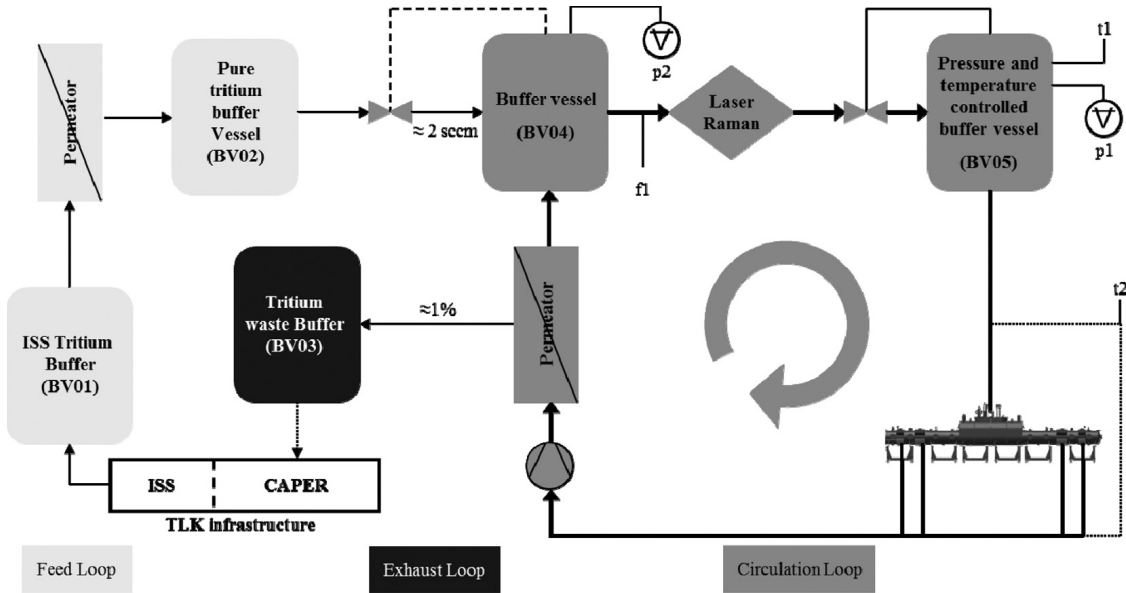 Permeator
Pure
tritium
buffer
Vessel
(BV02)
≈ 2 sccm
Buffer vessel
(BV04)
p2
f1
Laser
Raman
Pressure and
temperature
controlled
buffer vessel
(BV05)
t1
p1
ISS Tritium
Buffer
(BV01)
Tritium
waste Buffer
(BV03)
≈1%
Permeator
t2
ISS
CAPER
TLK infrastructure
Feed Loop
Exhaust Loop
Circulation Loop